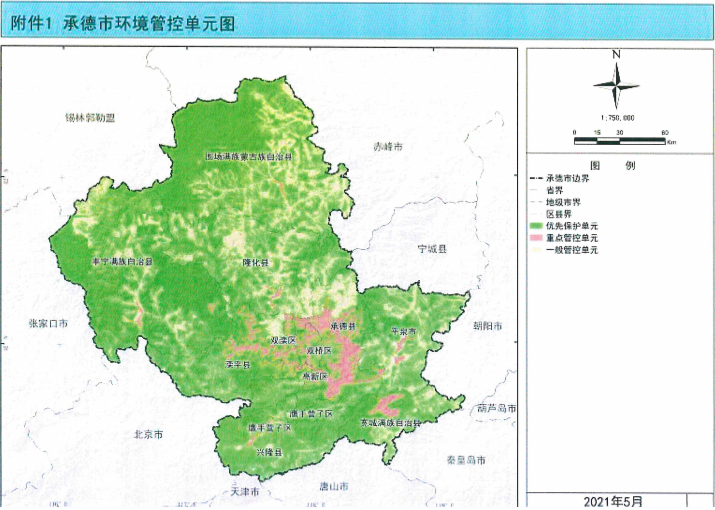 附件1 承德市环境管控单元图
锡林郭勒盟
赤峰市
围场满族蒙古族自治县
宁城县
丰宁满族自治县
隆化县
张家口市
承德县
平泉市
朝阳市
双滦区
双桥区
滦平县
高新区
鹰手营子区
鹰手营子区
宽城满族自治县
葫芦岛市
北京市
兴隆县
秦皇岛市
天津市
唐山市
N
1:750,000
0 15 30 60
Km
图 例
承德市边界
省界
地级市界
区县界
优先保护单元
重点管控单元
一般管控单元
2021年5月